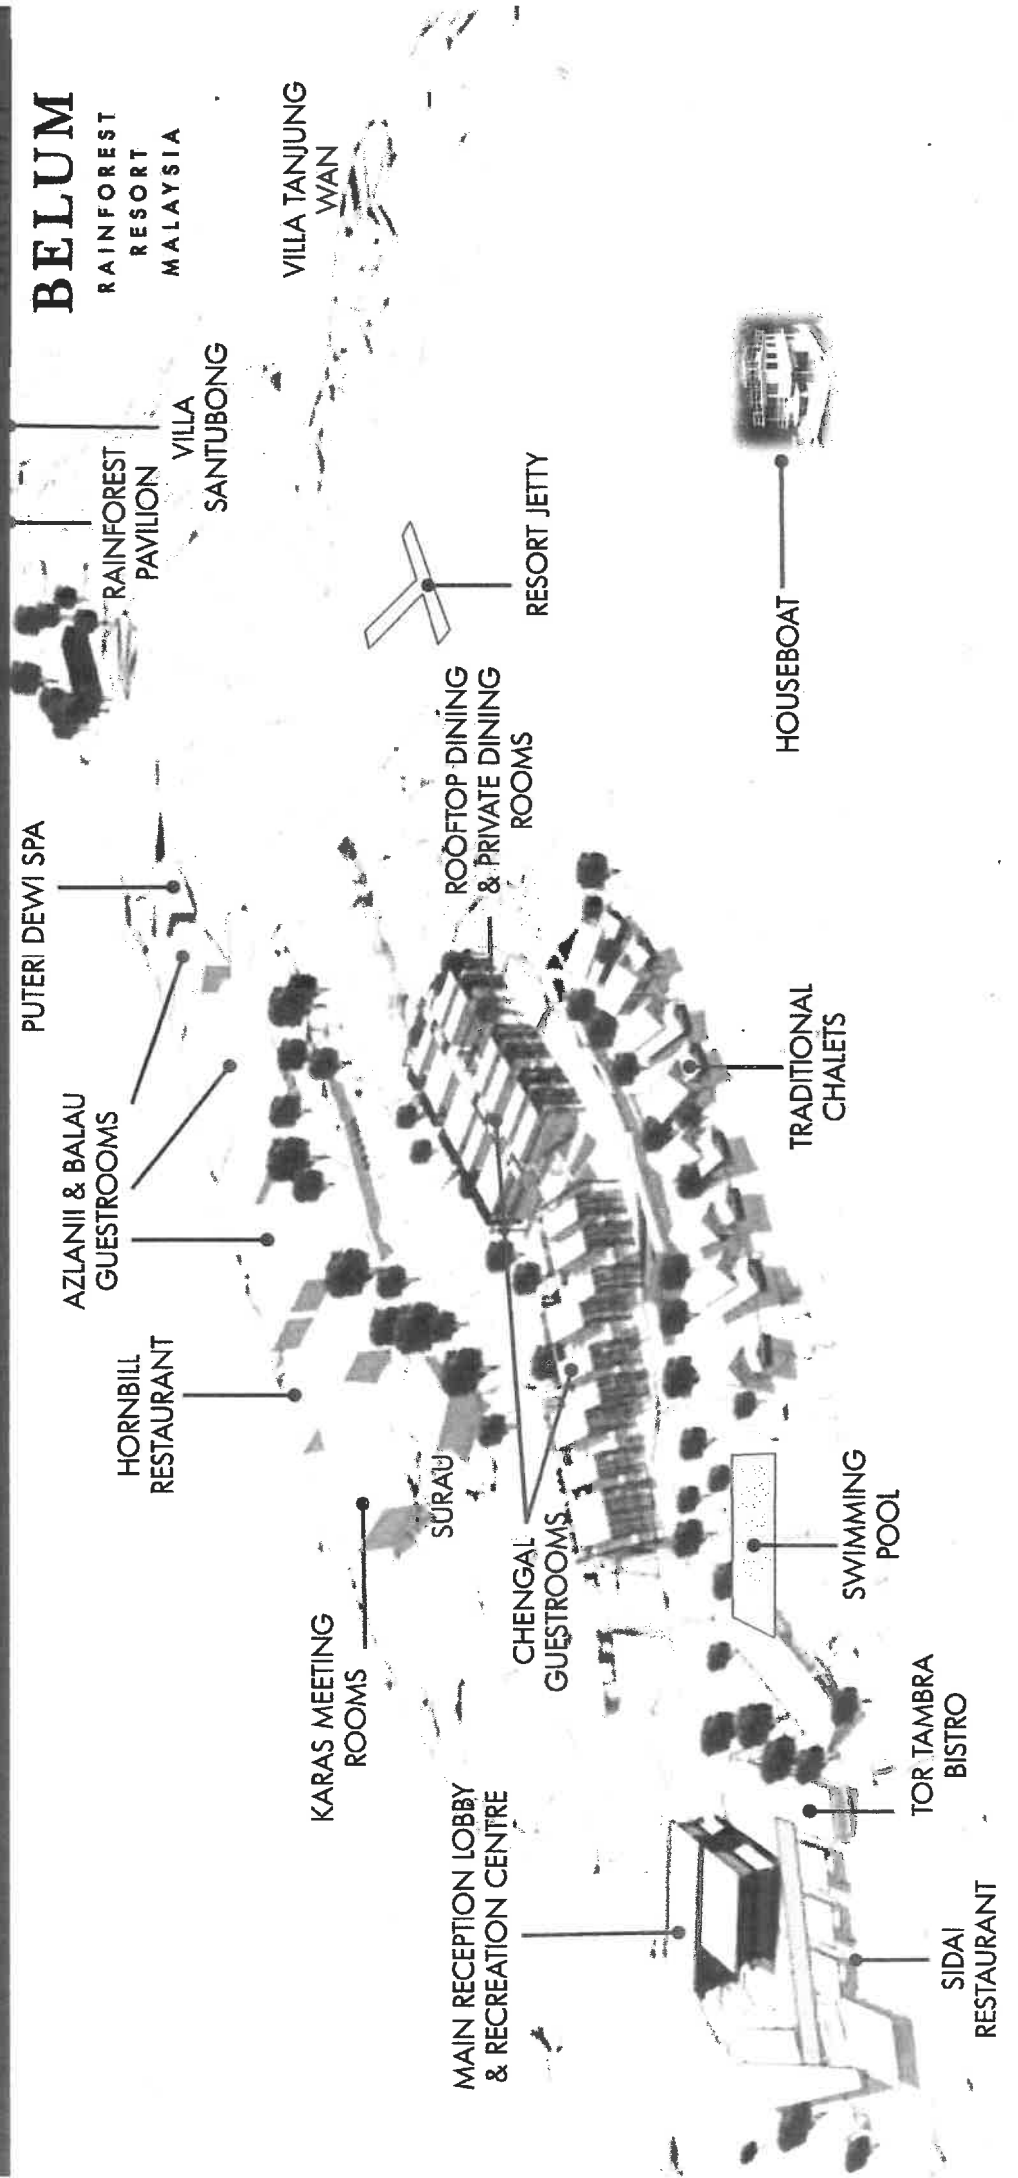 BELUM
RAINFOREST
RESORT
MALAYSIA
VILLA TANJUNG
WAN
VILLA
SANTUBONG
RAINFOREST
PAVILION
RESORT JETTY
HOUSEBOAT
PUTERI DEWI SPA
ROOFTOP DINING
& PRIVATE DINING
ROOMS
AZLANII & BALAU
GUESTROOMS
TRADITIONAL
CHALETS
HORNBILL
RESTAURANT
SURAU
KARAS MEETING
ROOMS
CHENGAL
GUESTROOMS
SWIMMING
POOL
MAIN RECEPTION LOBBY
& RECREATION CENTRE
TOR TAMBRA
BISTRO
SIDAI
RESTAURANT